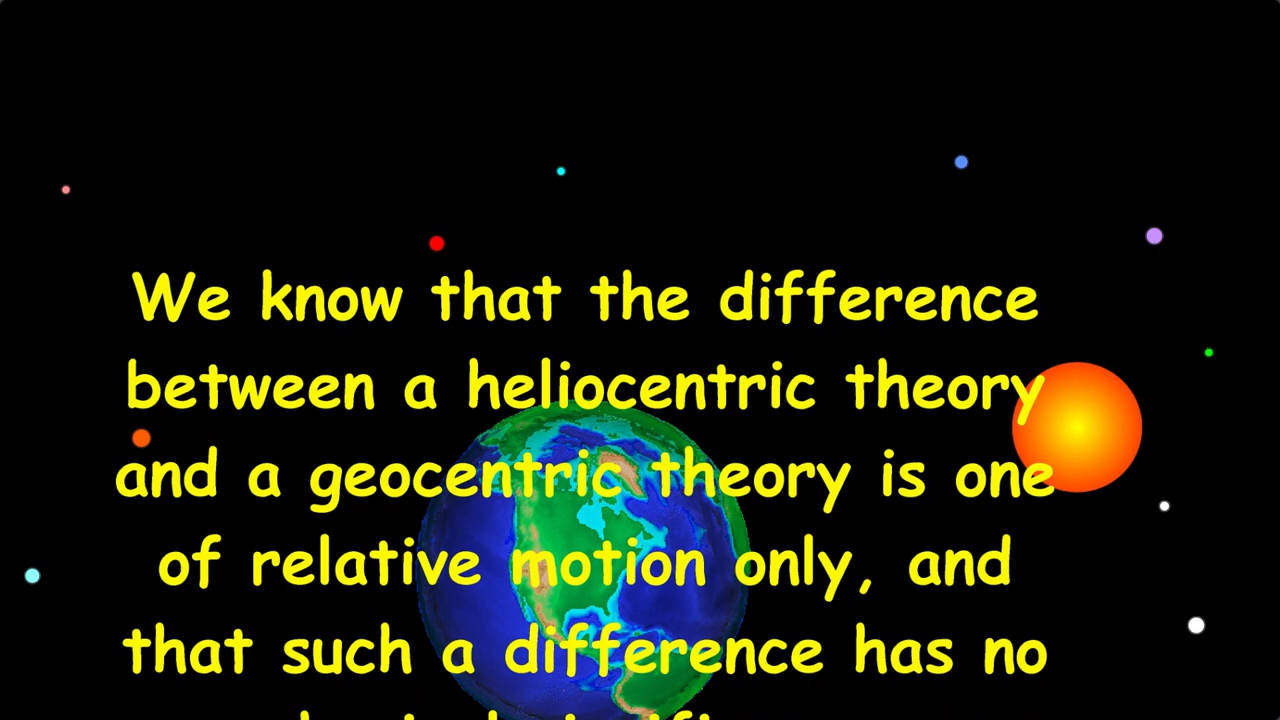 We know that the difference
between a heliocentric theory
and a geocentric theory is one
of relative motion only, and
that such a difference has no